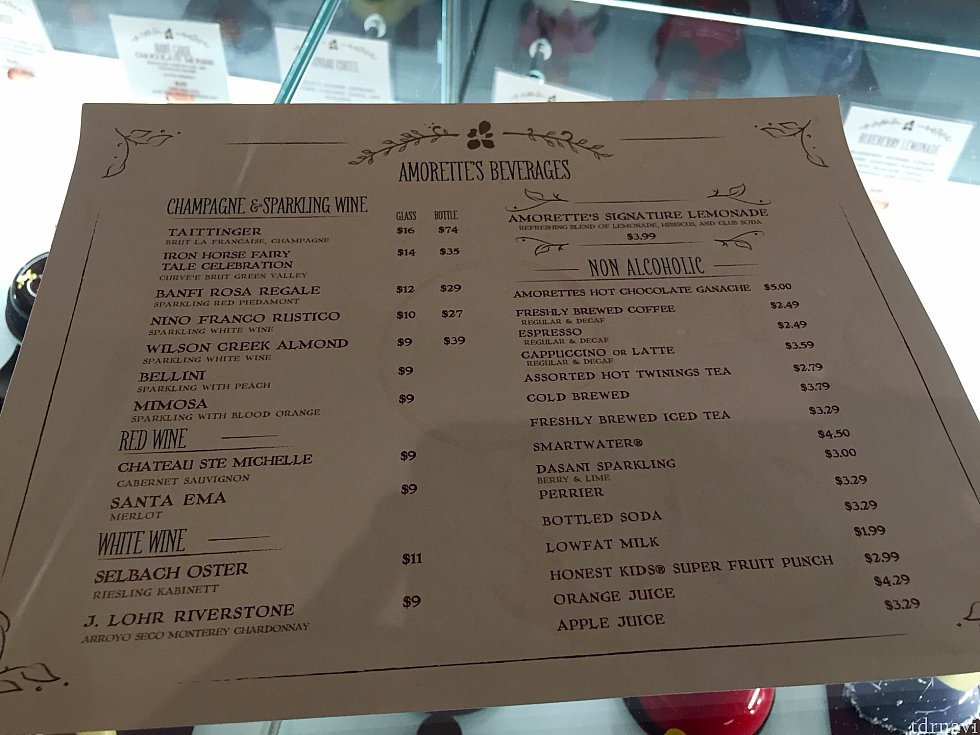 AMORETTE'S BEVERAGES
CHAMPAGNE & SPARKLING WINE
GLASS BOTTLE
TAITTINGER $16 $74
BRUT LA FRANCAISE, CHAMPAGNE
IRON HORSE FAIRY $14 $35
TALE CELEBRATION
CURVE'E BRUT GREEN VALLEY
BANFI ROSA REGALE $12 $29
SPARKLING RED PIEDAMONT
NINO FRANCO RUSTICO $10 $27
SPARKLING WHITE WINE
WILSON CREEK ALMOND $9 $39
SPARKLING WHITE WINE
BELLINI $9
SPARKLING WITH PEACH
MIMOSA $9
SPARKLING WITH BLOOD ORANGE
RED WINE
CHATEAU STE MICHELLE $9
CABERNET SAUVIGNON
SANTA EMA $9
MERLOT
WHITE WINE
SELBACH OSTER $11
RIESLING KABINETT
J. LOHR RIVERSTONE $9
ARROYO SECO MONTEREY CHARDONNAY
AMORETTE'S SIGNATURE LEMONADE
REFRESHING BLEND OF LEMONADE, HIBISCUS, AND CLUB SODA
$3.99
NON ALCOHOLIC
AMORETTES HOT CHOCOLATE GANACHE $5.00
FRESHLY BREWED COFFEE $2.49
REGULAR & DECAF
ESPRESSO $2.49
REGULAR & DECAF
CAPPUCCINO OR LATTE $3.59
REGULAR & DECAF
ASSORTED HOT TWININGS TEA $2.79
COLD BREWED $3.79
FRESHLY BREWED ICED TEA $3.29
SMARTWATER® $4.50
DASANI SPARKLING $3.00
BERRY & LIME
PERRIER $3.29
BOTTLED SODA $3.29
LOWFAT MILK $1.99
HONEST KIDS® SUPER FRUIT PUNCH $2.99
ORANGE JUICE $4.29
APPLE JUICE $3.29
BLUEBERRY LEMONADE
tdrnavi